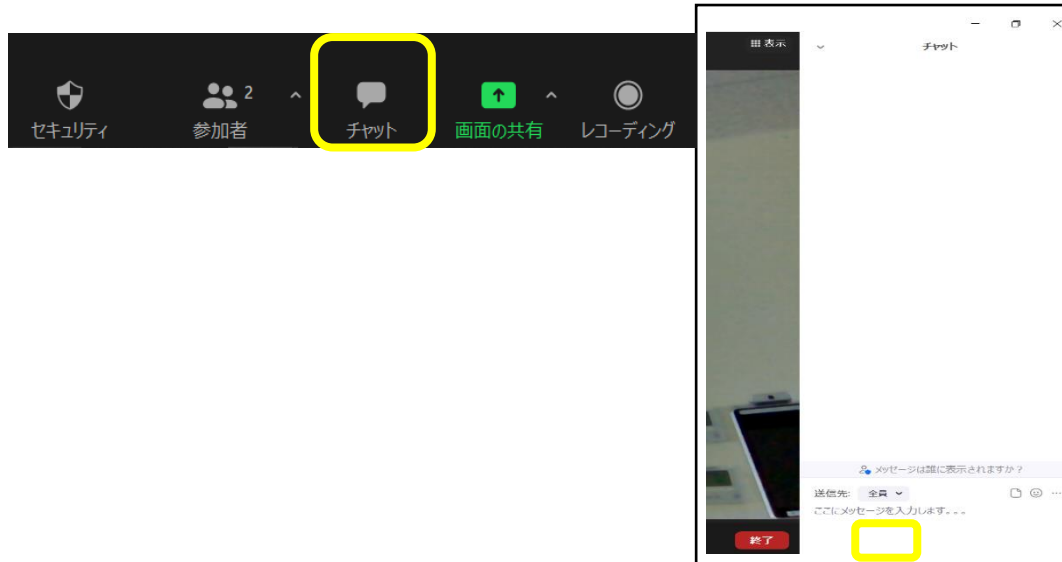 セキュリティ
参加者 2
チャット
画面の共有
レコーディング
表示
チャット
メッセージは誰に表示されますか?
送信先: 全員
ここにメッセージを入力します...
終了